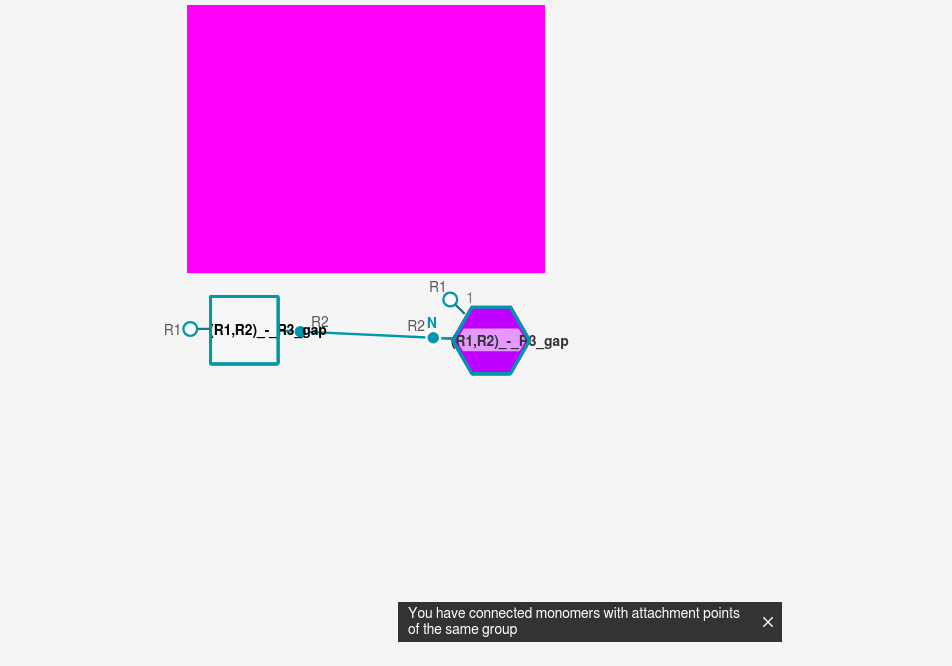 R1
1
R1
(R1,R2)_-_R3_gap
R2
R2
N
(R1,R2)_-_R3_gap
You have connected monomers with attachment points
of the same group